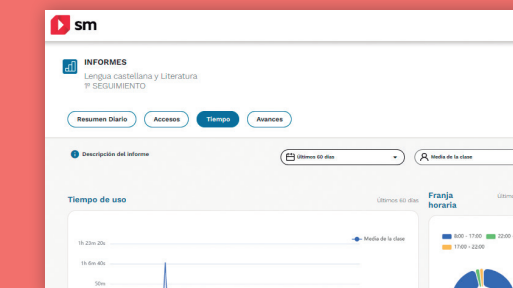 sm
INFORMES
Lengua castellana y Literatura
1º SEGUIMIENTO
Resumen Diario
Accesos
Tiempo
Avances
Descripción del informe
Últimos 60 días
Media de la clase
Tiempo de uso
Últimos 60 días
Franja
horaria
Últim
Media de la clase
1h 23m 20s
1h 6m 40s
50m
8:00 - 17:00
22:00
17:00 - 22:00